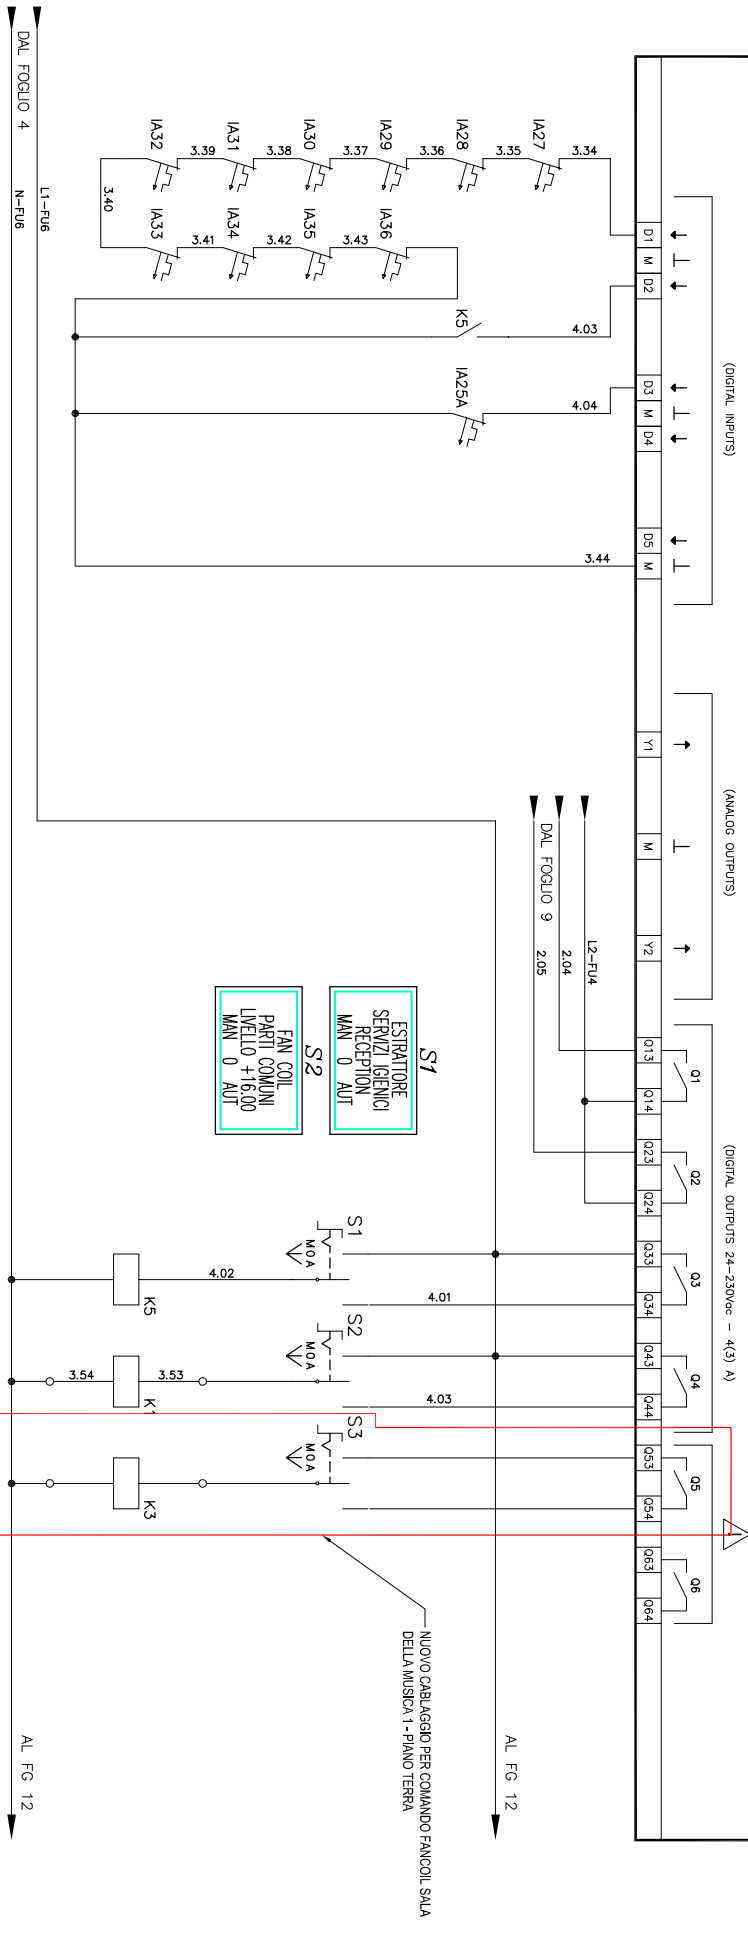 (DIGITAL INPUTS)
(ANALOG OUTPUTS)
(DIGITAL OUTPUTS 24-230Vac - 4(3) A)
Q1
Q2
Q3
Q4
Q5
Q6
D1
M
D2
D3
M
D4
D5
M
Y1
M
Y2
Q13
Q14
Q23
Q24
Q33
Q34
Q43
Q44
Q53
Q54
Q63
Q64
3.34
IA27
3.35
IA28
3.36
IA29
3.37
IA30
3.38
IA31
3.39
IA32
3.40
IA33
3.41
IA34
3.42
IA35
3.43
IA36
K5
4.03
IA25A
4.04
3.44
DAL FOGLIO 9
L2-FU4
2.04
2.05
S1
ESTRATTORE
SERVIZI IGIENICI
RECEPTION
MAN 0 AUT
S2
FAN COIL
PARTI COMUNI
LIVELLO +16.00
MAN 0 AUT
S1
M0A
4.01
4.02
K5
S2
M0A
4.03
3.53
K1
3.54
S3
M0A
K3
NUOVO CABLAGGIO PER COMANDO FANCOIL SALA
DELLA MUSICA 1 - PIANO TERRA
AL FG 12
DAL FOGLIO 4
L1-FU6
N-FU6
AL FG 12